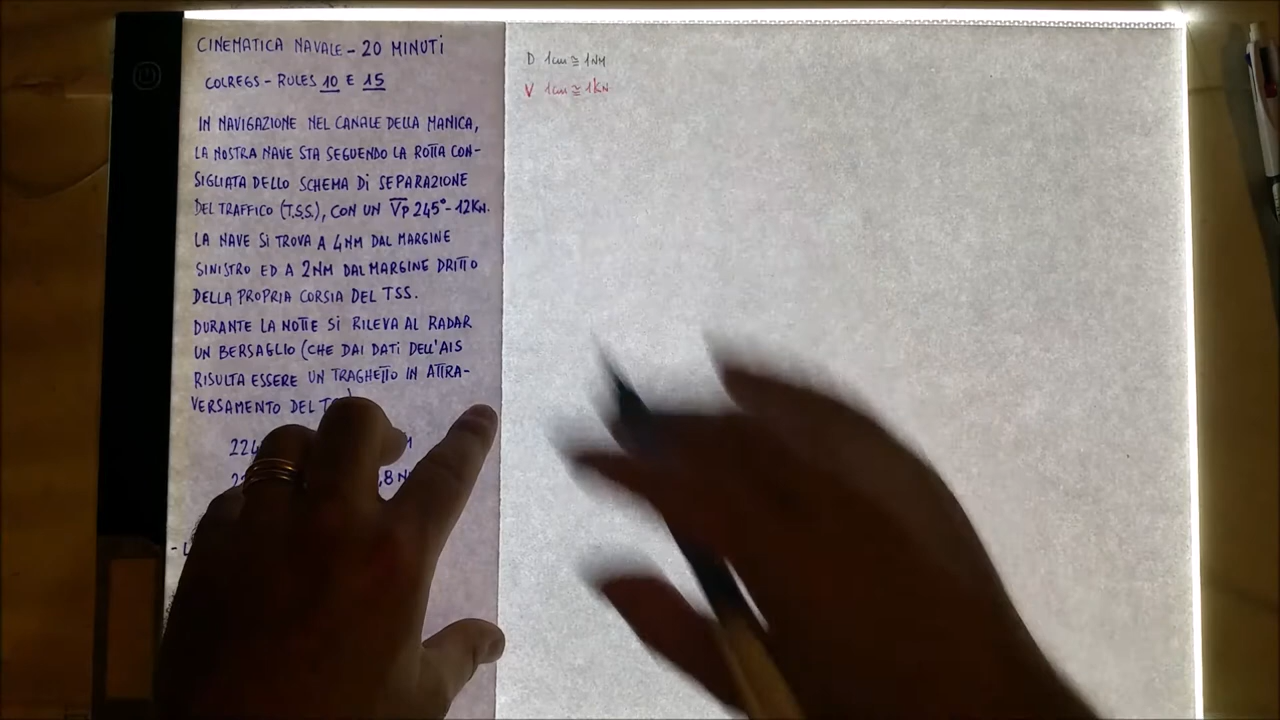 CINEMATICA NAVALE - 20 MINUTI
COLREGS - RULES 10 E 15
IN NAVIGAZIONE NEL CANALE DELLA MANICA,
LA NOSTRA NAVE STA SEGUENDO LA ROTTA CON-
SIGLIATA DELLO SCHEMA DI SEPARAZIONE
DEL TRAFFICO (T.S.S.), CON UN Vp 245° - 12KN.
LA NAVE SI TROVA A 4NM DAL MARGINE
SINISTRO ED A 2NM DAL MARGINE DRITTO
DELLA PROPRIA CORSIA DEL TSS.
DURANTE LA NOTTE SI RILEVA AL RADAR
UN BERSAGLIO (CHE DAI DATI DELL'AIS
RISULTA ESSERE UN TRAGHETTO IN ATTRA-
VERSAMENTO DEL
D 1cm ≅ 1NM
V 1cm ≅ 1KN